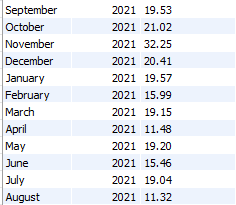 September 2021 19.53
October 2021 21.02
November 2021 32.25
December 2021 20.41
January 2021 19.57
February 2021 15.99
March 2021 19.15
April 2021 11.48
May 2021 19.20
June 2021 15.46
July 2021 19.04
August 2021 11.32